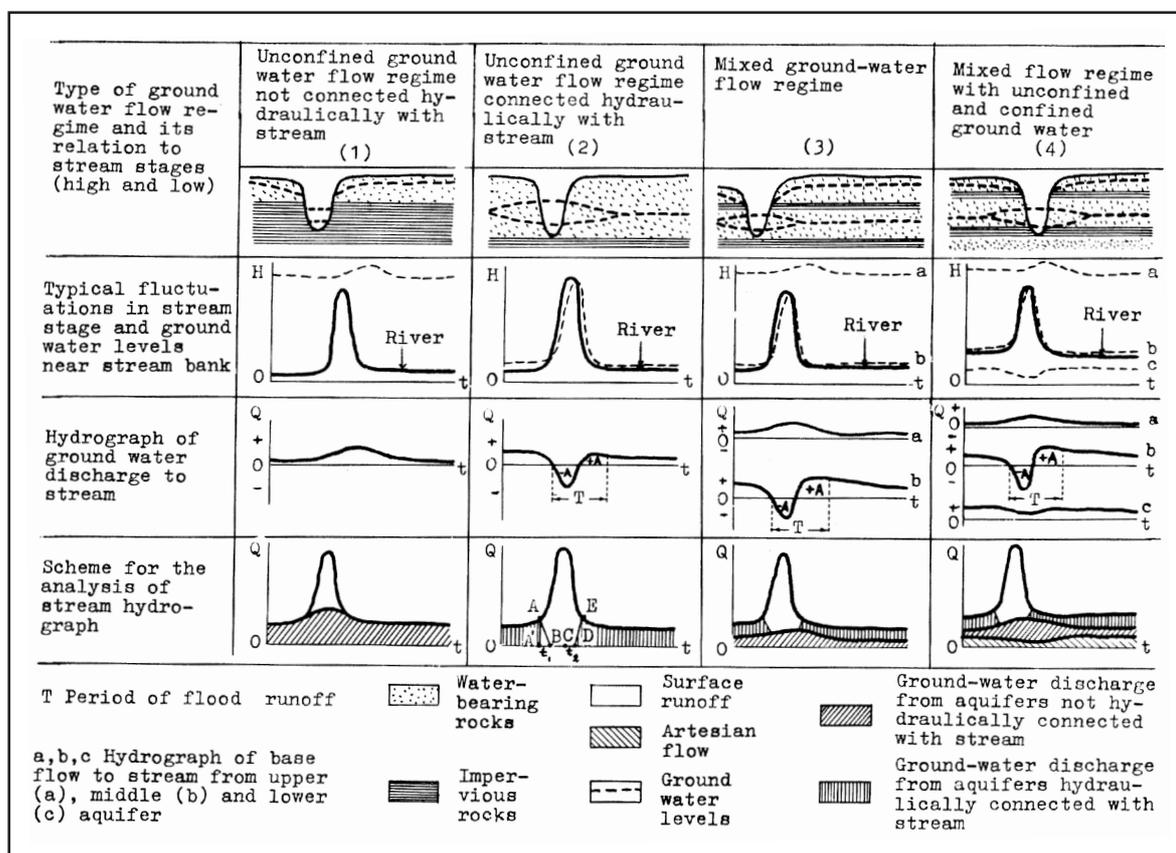 Type of ground
water flow re-
gime and its
relation to
stream stages
(high and low)
Unconfined ground
water flow regime
not connected hy-
draulically with
stream
(1)
Unconfined ground
water flow regime
connected hydrau-
lically with
stream
(2)
Mixed ground-water
flow regime
(3)
Mixed flow regime
with unconfined
and confined
ground water
(4)
Typical fluctu-
ations in stream
stage and ground
water levels
near stream bank
H
River
O
t
H
River
O
t
H
a
River
b
O
t
H
a
River
b
c
O
t
Hydrograph of
ground water
discharge to
stream
Q
+
O
-
t
Q
+
O
-
-A
+A
T
t
Q
+
O
-
a
+
O
-
-A
+A
T
b
t
Q
+
O
-
a
+
O
-
-A
+A
T
b
t
+
O
c
t
Scheme for the
analysis of
stream hydro-
graph
Q
O
t
Q
A
E
O
A'
B
C
D
t₁
t₂
t
Q
O
t
Q
O
t
T Period of flood runoff
a,b,c Hydrograph of base
flow to stream from upper
(a), middle (b) and lower
(c) aquifer
Water-
bearing
rocks
Imper-
vious
rocks
Surface
runoff
Artesian
flow
Ground
water
levels
Ground-water discharge
from aquifers not hy-
draulically connected
with stream
Ground-water discharge
from aquifers hydrau-
lically connected with
stream